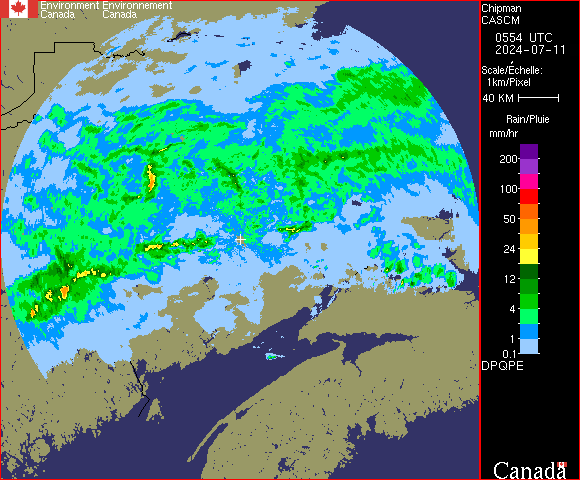 Environment Environnement
Canada Canada
Chipman
CASCM
0554 UTC
2024-07-11
Scale/Échelle:
1km/Pixel
40 KM
Rain/Pluie
mm/hr
200
100
50
24
12
4
1
0.1
DPQPE
Canada